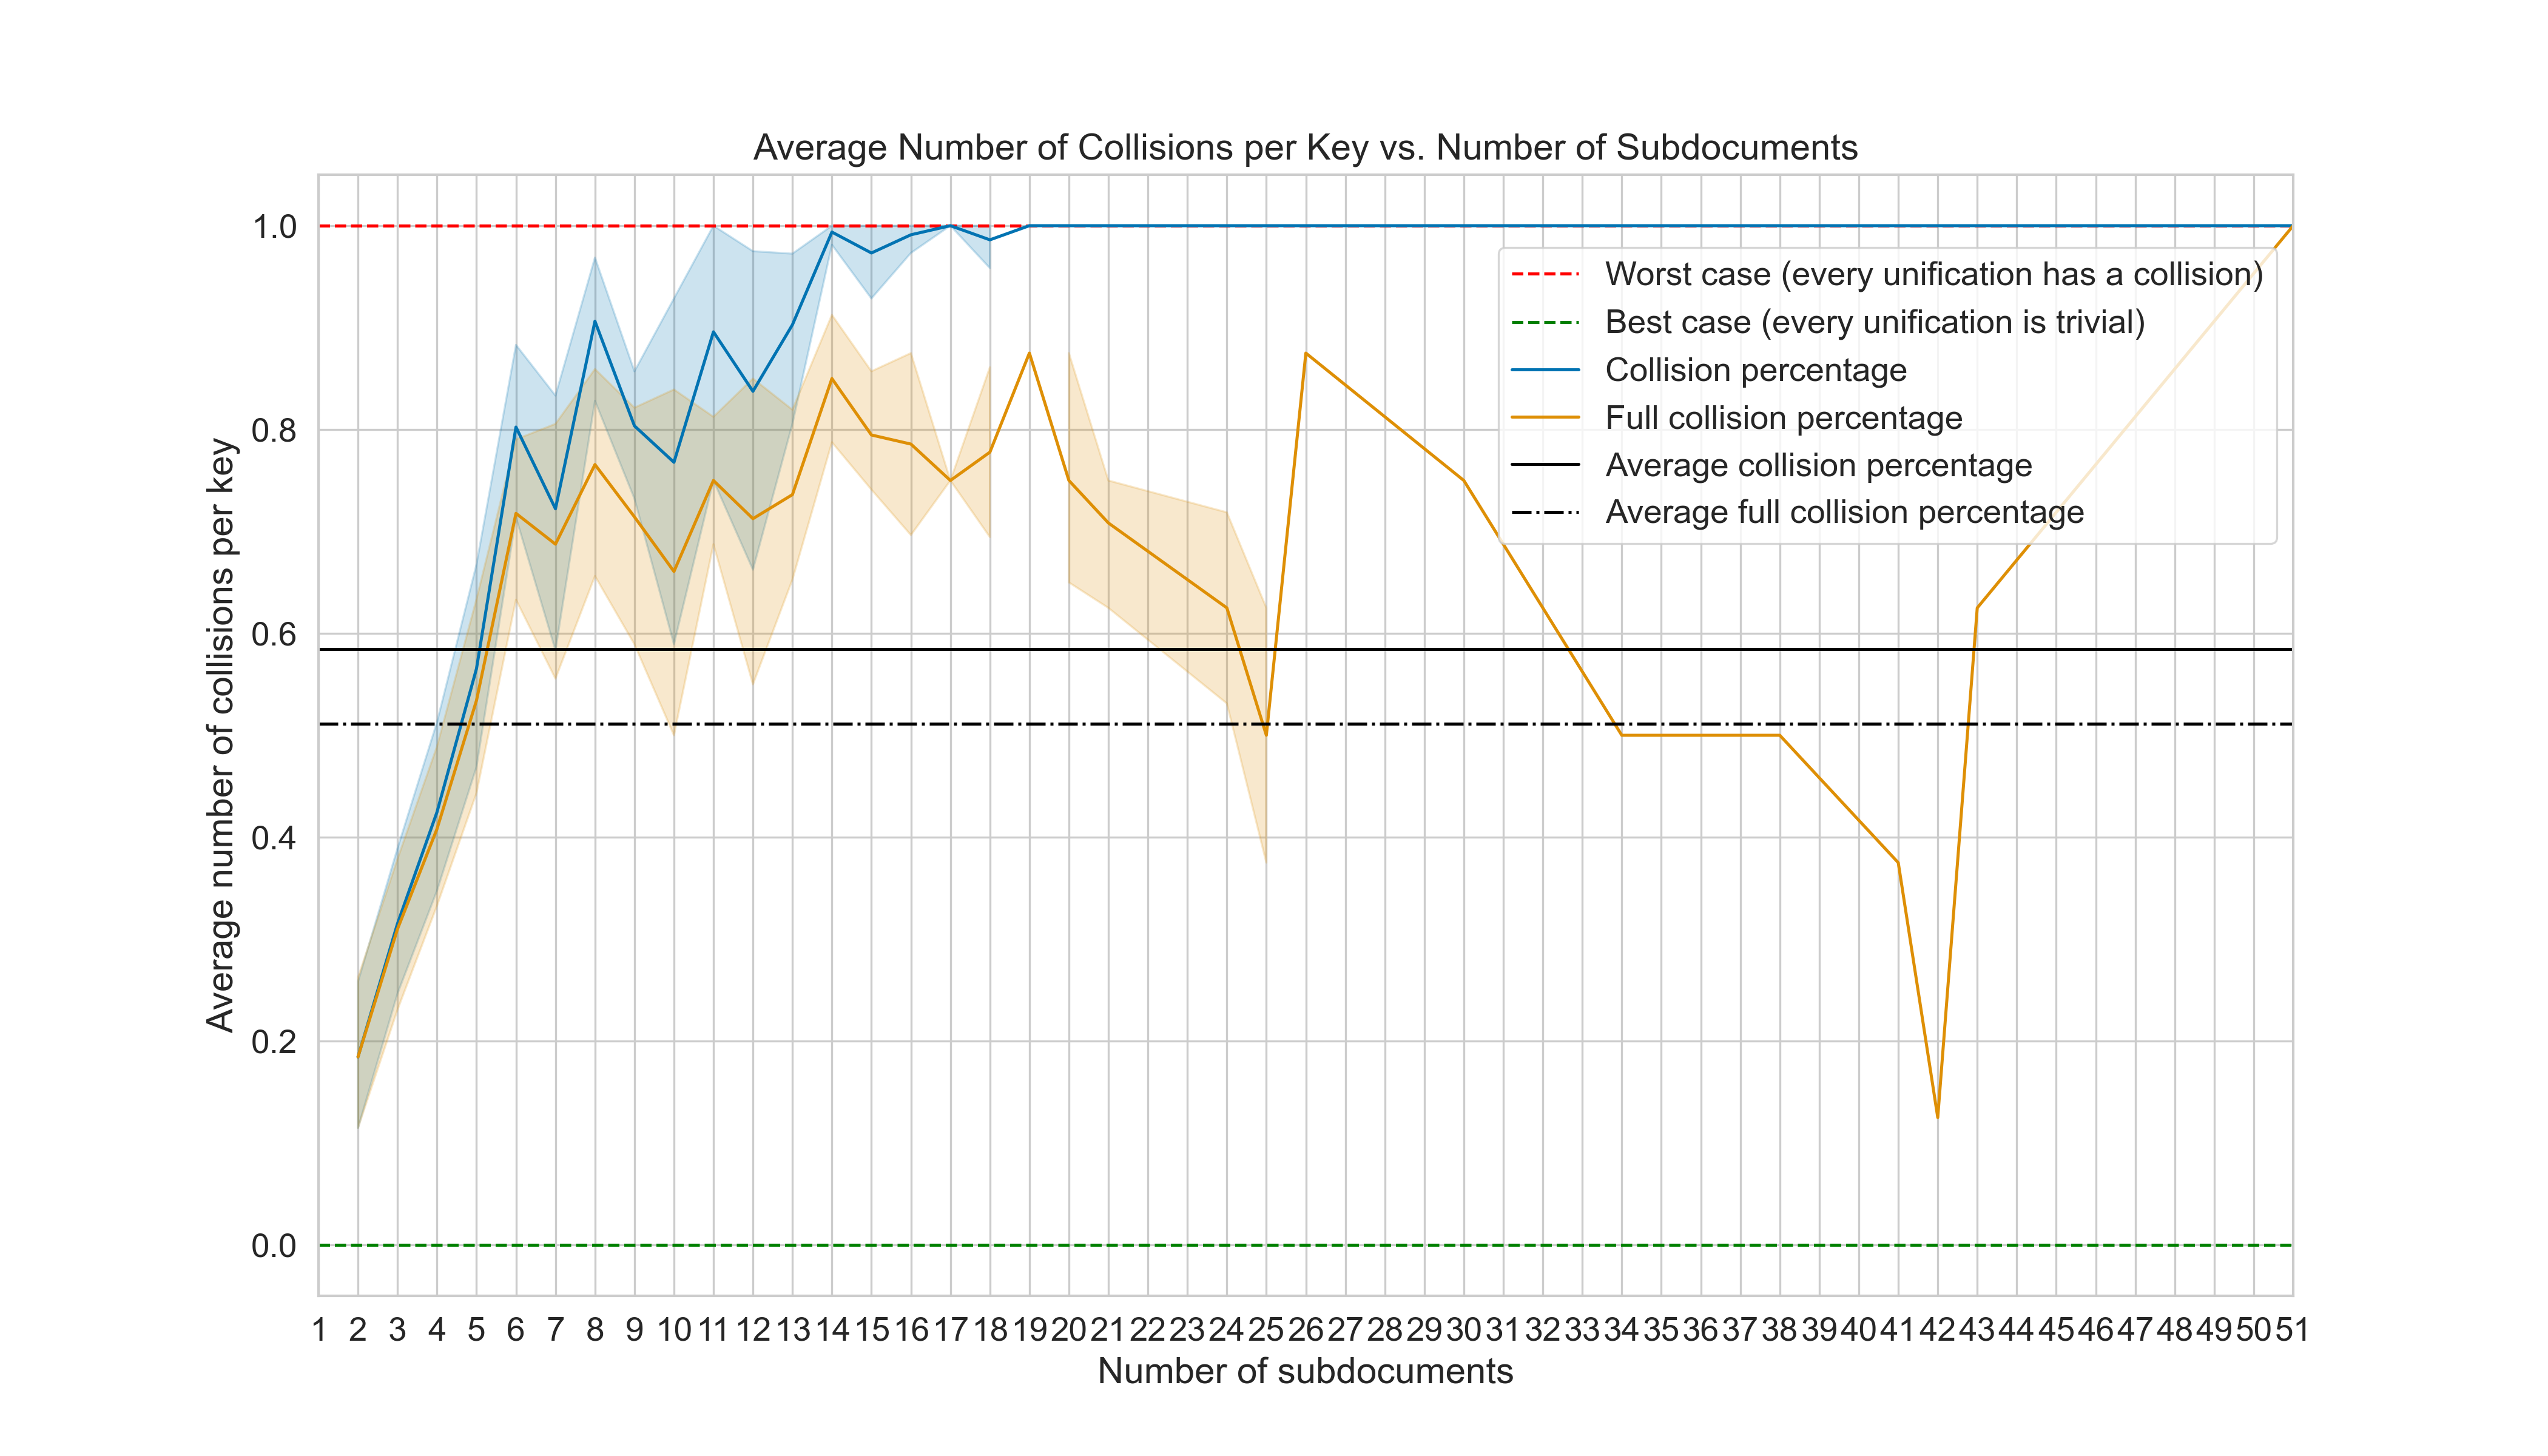 Average Number of Collisions per Key vs. Number of Subdocuments
1.0
0.8
0.6
0.4
0.2
0.0
Average number of collisions per key
Worst case (every unification has a collision)
Best case (every unification is trivial)
Collision percentage
Full collision percentage
Average collision percentage
Average full collision percentage
1 2 3 4 5 6 7 8 9 10 11 12 13 14 15 16 17 18 19 20 21 22 23 24 25 26 27 28 29 30 31 32 33 34 35 36 37 38 39 40 41 42 43 44 45 46 47 48 49 50 51
Number of subdocuments